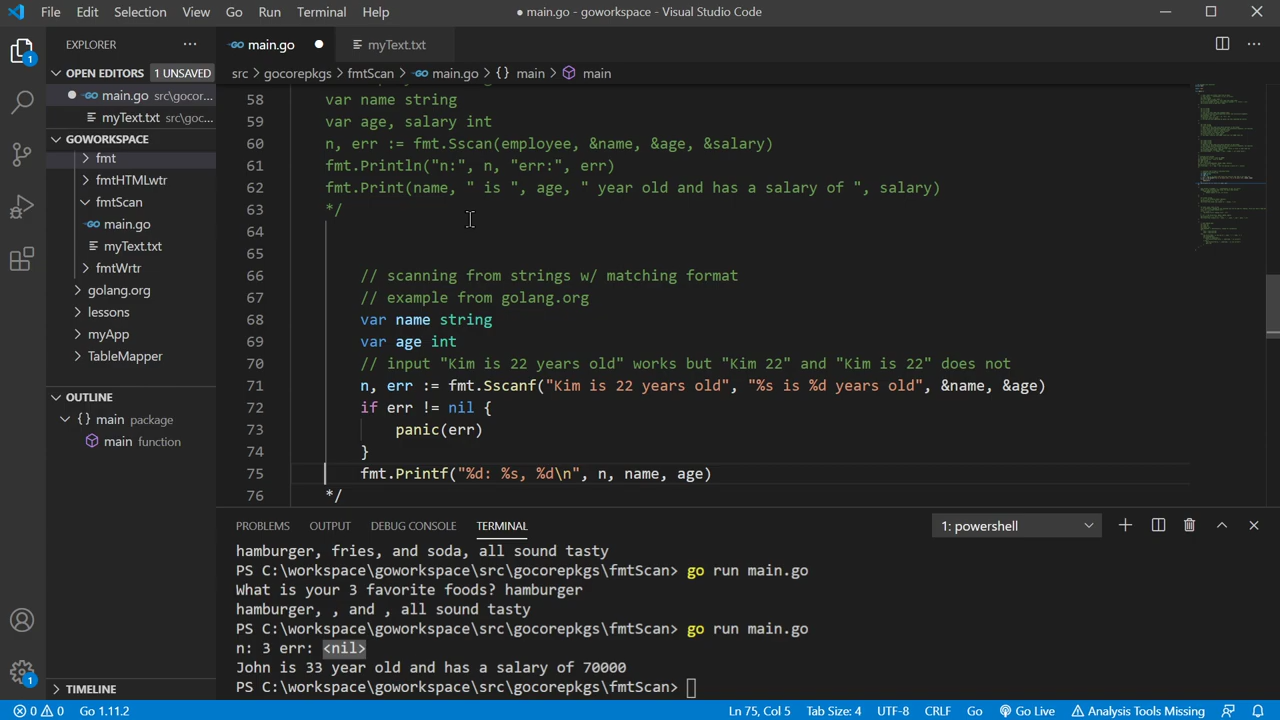 File Edit Selection View Go Run Terminal Help
● main.go - goworkspace - Visual Studio Code
EXPLORER
main.go
myText.txt
src > gocorepkgs > fmtScan > main.go > {} main > main
OPEN EDITORS 1 UNSAVED
main.go src\gocor...
myText.txt src\goc...
GOWORKSPACE
fmt
fmtHTMLwtr
fmtScan
main.go
myText.txt
fmtWrtr
golang.org
lessons
myApp
TableMapper
OUTLINE
{} main package
main function
TIMELINE
58 var name string
59 var age, salary int
60 n, err := fmt.Sscan(employee, &name, &age, &salary)
61 fmt.Println("n:", n, "err:", err)
62 fmt.Print(name, " is ", age, " year old and has a salary of ", salary)
63 */
64
65
66 // scanning from strings w/ matching format
67 // example from golang.org
68 var name string
69 var age int
70 // input "Kim is 22 years old" works but "Kim 22" and "Kim is 22" does not
71 n, err := fmt.Sscanf("Kim is 22 years old", "%s is %d years old", &name, &age)
72 if err != nil {
73 panic(err)
74 }
75 fmt.Printf("%d: %s, %d\n", n, name, age)
76 */
PROBLEMS OUTPUT DEBUG CONSOLE TERMINAL 1: powershell
hamburger, fries, and soda, all sound tasty
PS C:\workspace\goworkspace\src\gocorepkgs\fmtScan> go run main.go
What is your 3 favorite foods? hamburger
hamburger, , and , all sound tasty
PS C:\workspace\goworkspace\src\gocorepkgs\fmtScan> go run main.go
n: 3 err: <nil>
John is 33 year old and has a salary of 70000
PS C:\workspace\goworkspace\src\gocorepkgs\fmtScan>
1
1
0 0 Go 1.11.2 Ln 75, Col 5 Tab Size: 4 UTF-8 CRLF Go Go Live Analysis Tools Missing